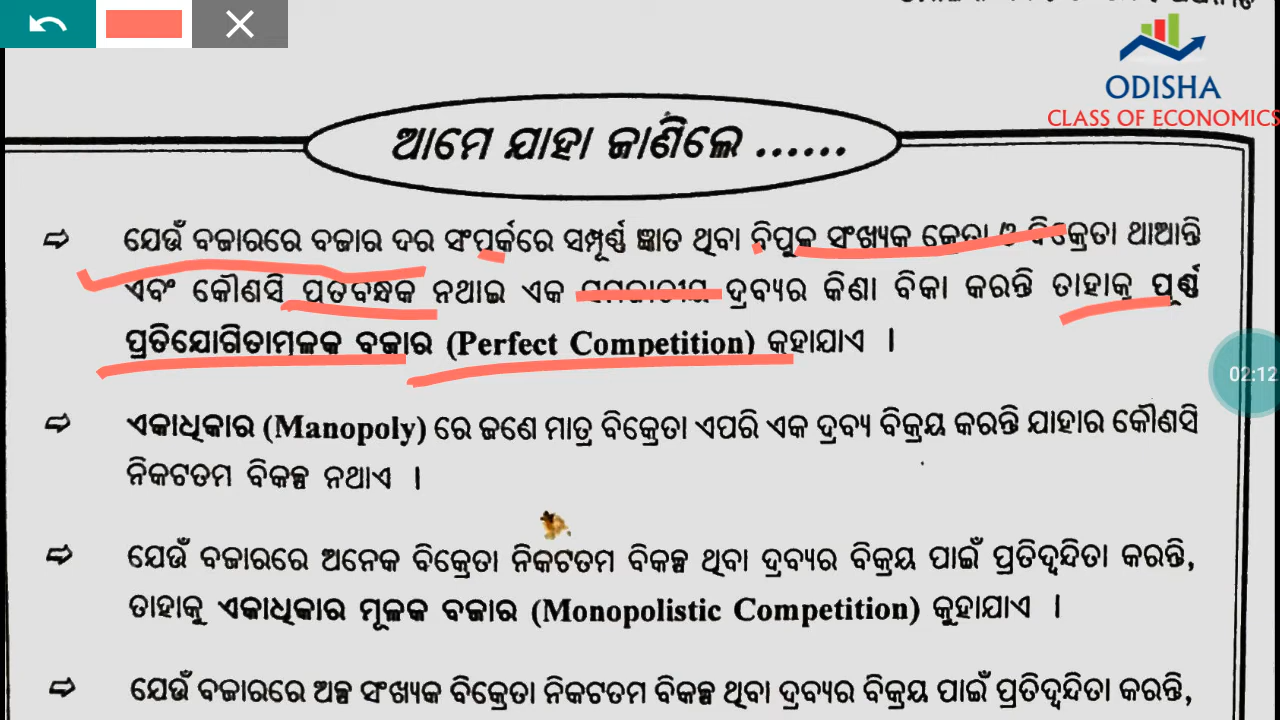 ODISHA
CLASS OF ECONOMICS
ଆମେ ଯାହା ଜାଣିଲେ ......
⇨ ଯେଉଁ ବଜାରରେ ବଜାର ଦର ସଂପର୍କରେ ସମ୍ପୂର୍ଣ୍ଣ ଜ୍ଞାତ ଥିବା ବିପୁଳ ସଂଖ୍ୟକ କ୍ରେତା ଓ ବିକ୍ରେତା ଥାଆନ୍ତି
ଏବଂ କୌଣସି ପ୍ରତିବନ୍ଧକ ନଥାଇ ଏକ ସମଜାତୀୟ ଦ୍ରବ୍ୟର କିଣା ବିକା କରନ୍ତି ତାହାକୁ ପୂର୍ଣ୍ଣ
ପ୍ରତିଯୋଗିତାମୂଳକ ବଜାର (Perfect Competition) କହାଯାଏ ।
02:12
⇨ ଏକାଧିକାର (Manopoly) ରେ ଜଣେ ମାତ୍ର ବିକ୍ରେତା ଏପରି ଏକ ଦ୍ରବ୍ୟ ବିକ୍ରୟ କରନ୍ତି ଯାହାର କୌଣସି
ନିକଟତମ ବିକଳ୍ପ ନଥାଏ ।
⇨ ଯେଉଁ ବଜାରରେ ଅନେକ ବିକ୍ରେତା ନିକଟତମ ବିକଳ୍ପ ଥିବା ଦ୍ରବ୍ୟର ବିକ୍ରୟ ପାଇଁ ପ୍ରତିଦ୍ୱନ୍ଦିତା କରନ୍ତି,
ତାହାକୁ ଏକାଧିକାର ମୂଳକ ବଜାର (Monopolistic Competition) କୁହାଯାଏ ।
⇨ ଯେଉଁ ବଜାରରେ ଅଳ୍ପ ସଂଖ୍ୟକ ବିକ୍ରେତା ନିକଟତମ ବିକଳ୍ପ ଥିବା ଦ୍ରବ୍ୟର ବିକ୍ରୟ ପାଇଁ ପ୍ରତିଦ୍ୱନ୍ଦିତା କରନ୍ତି,